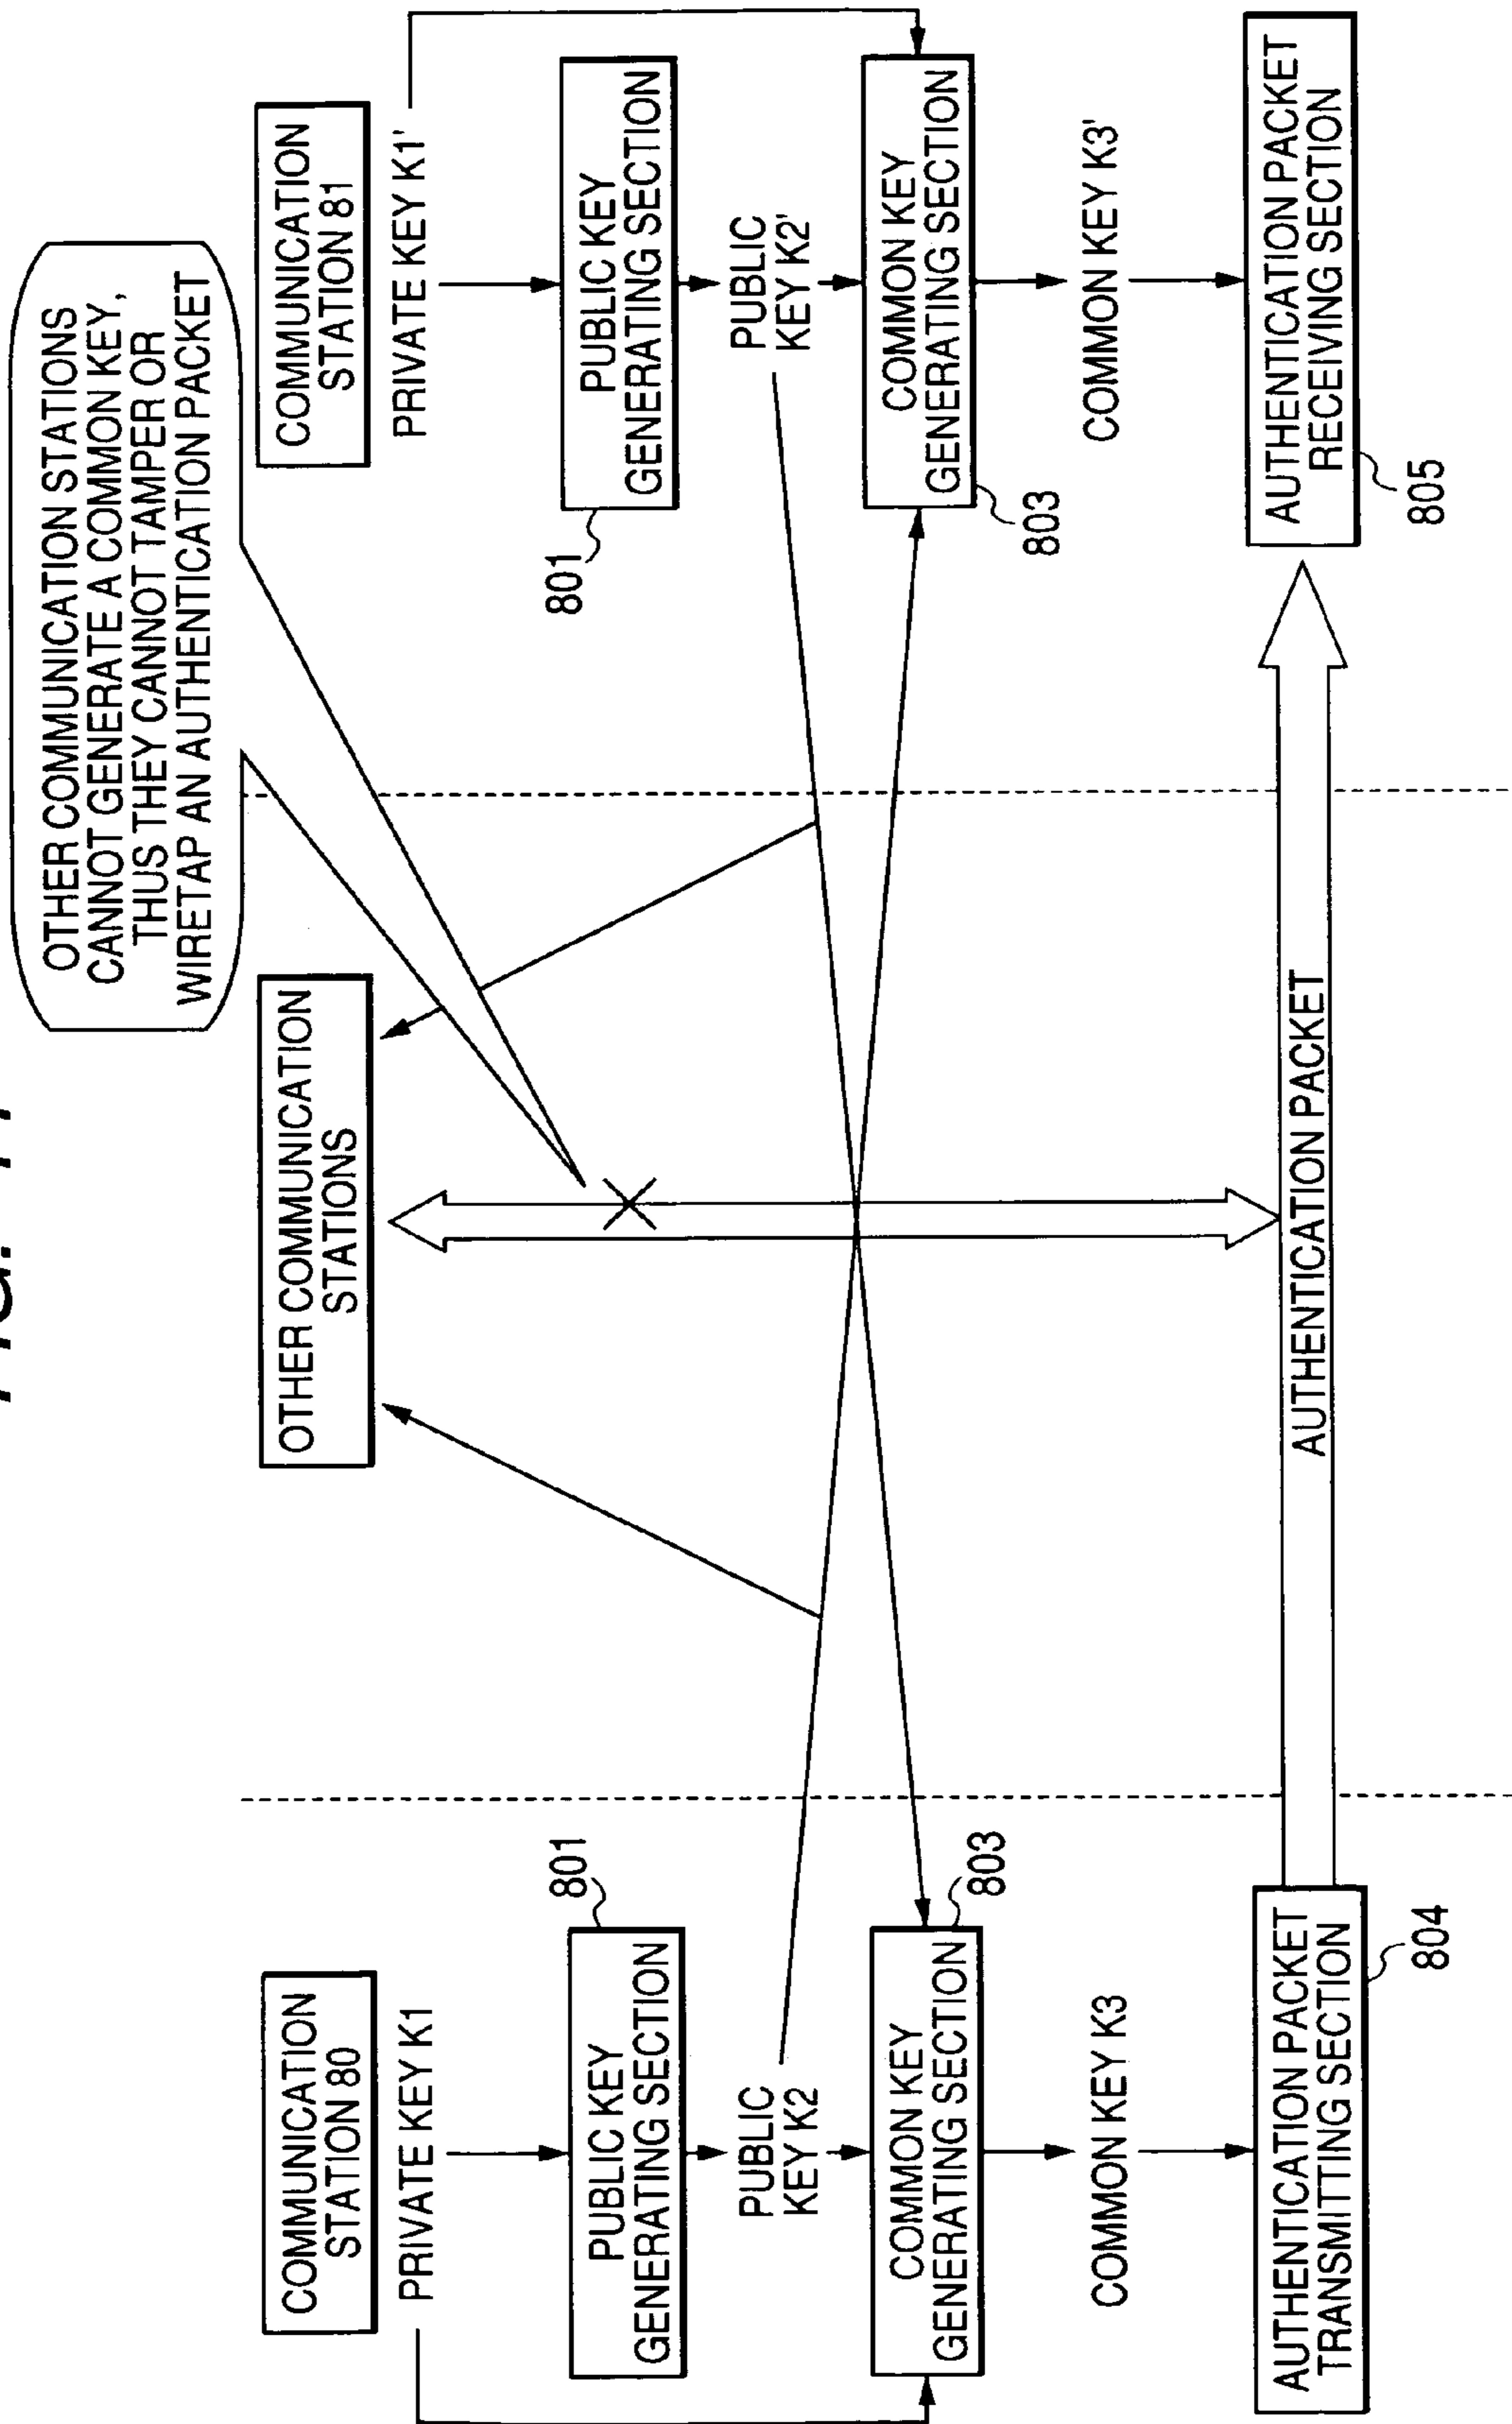 OTHER COMMUNICATION STATIONS
CANNOT GENERATE A COMMON KEY,
THUS THEY CANNOT TAMPER OR
WIRETAP AN AUTHENTICATION PACKET
COMMUNICATION
STATION 80
PRIVATE KEY K1
801
PUBLIC KEY
GENERATING SECTION
PUBLIC
KEY K2
803
COMMON KEY
GENERATING SECTION
COMMON KEY K3
AUTHENTICATION PACKET
TRANSMITTING SECTION
804
OTHER COMMUNICATION
STATIONS
AUTHENTICATION PACKET
COMMUNICATION
STATION 81
PRIVATE KEY K1'
PUBLIC KEY
GENERATING SECTION
801
PUBLIC
KEY K2'
COMMON KEY
GENERATING SECTION
803
COMMON KEY K3'
AUTHENTICATION PACKET
RECEIVING SECTION
805